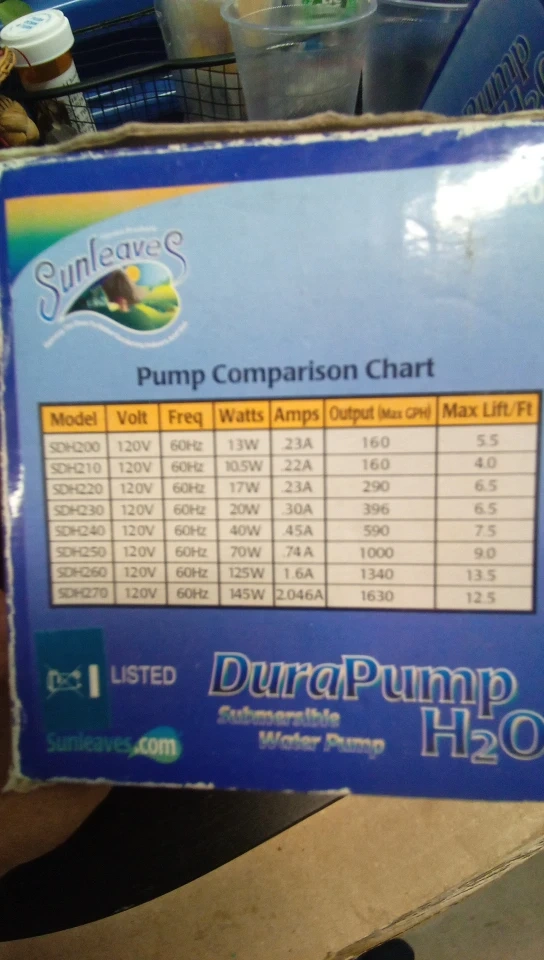 Sunleaves
Pump Comparison Chart
Model Volt Freq Watts Amps Output (Max GPH) Max Lift/Ft
SDH200 120V 60Hz 13W .23A 160 5.5
SDH210 120V 60Hz 10.5W .22A 160 4.0
SDH220 120V 60Hz 17W .23A 290 6.5
SDH230 120V 60Hz 20W .30A 396 6.5
SDH240 120V 60Hz 40W .45A 590 7.5
SDH250 120V 60Hz 70W .74A 1000 9.0
SDH260 120V 60Hz 125W 1.6A 1340 13.5
SDH270 120V 60Hz 145W 2.046A 1630 12.5
LISTED
DuraPump
H2O
Submersible
Water Pump
Sunleaves.com